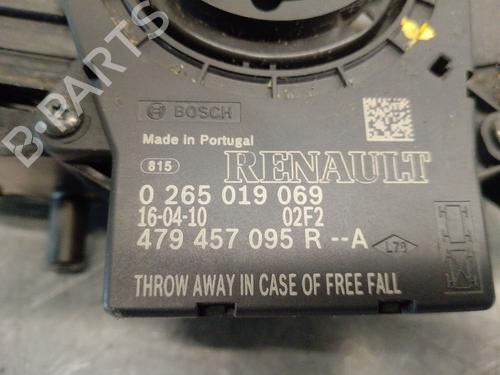 B-PARTS
BOSCH
Made in Portugal
815 RENAULT
0 265 019 069
16-04-10 02F2
479 457 095 R --A L79
THROW AWAY IN CASE OF FREE FALL